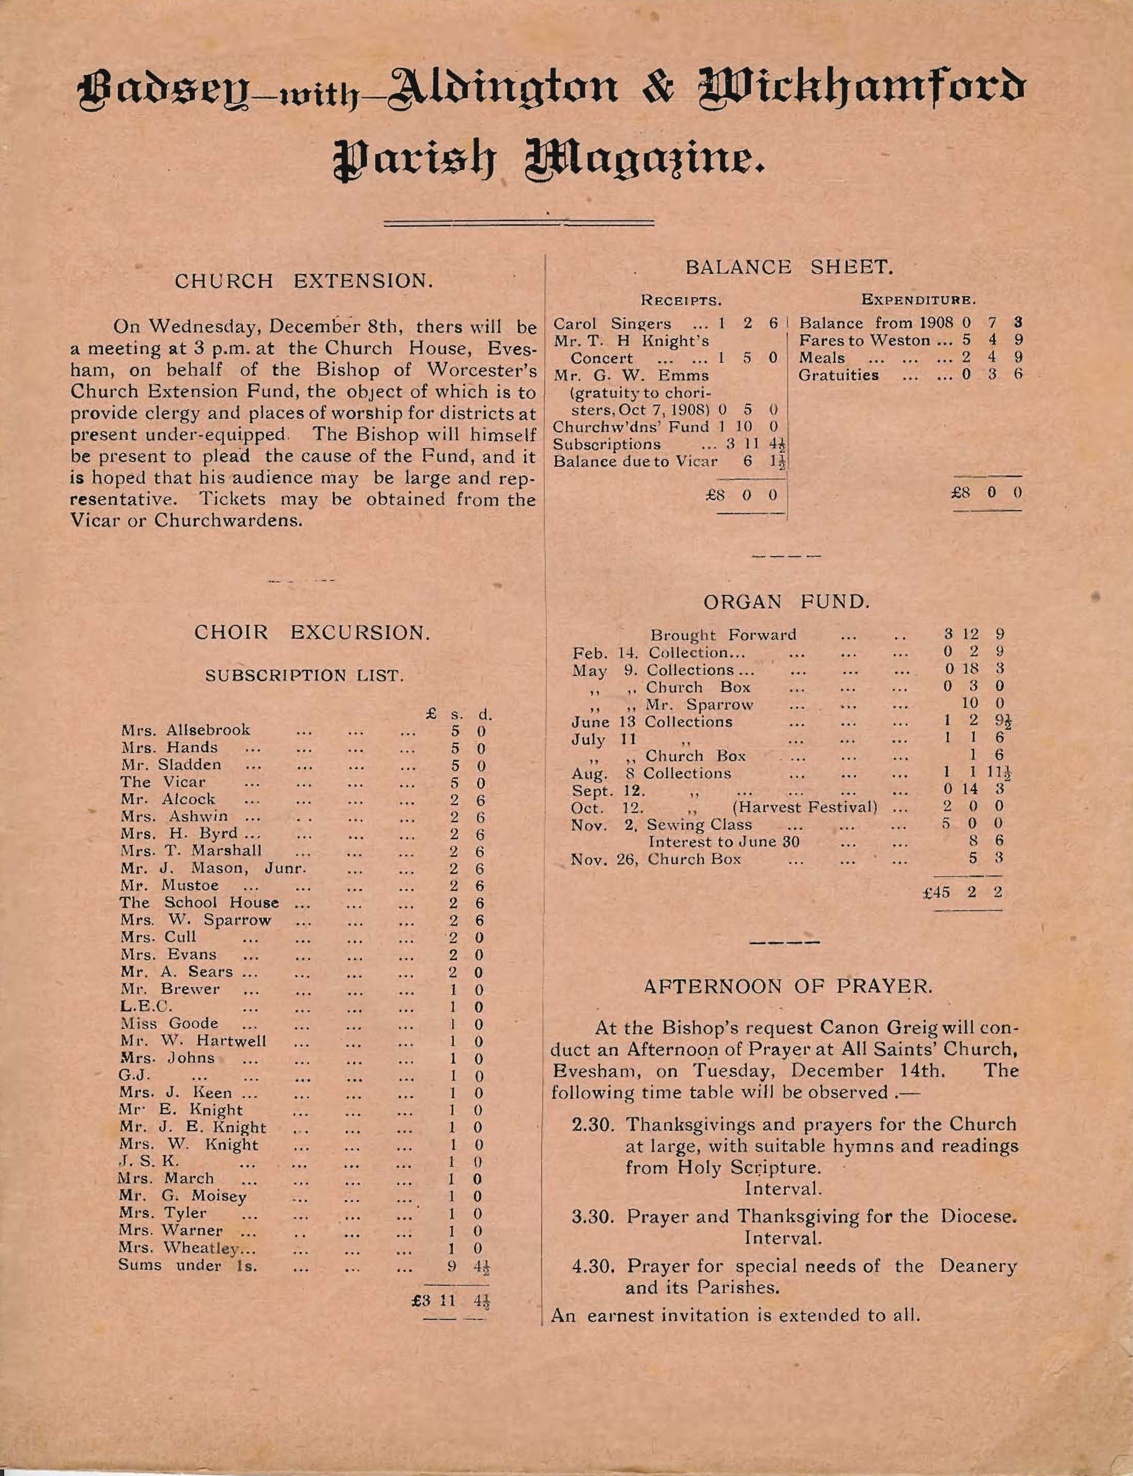 Badsey—with—Aldington & Wickhamford
Parish Magazine.
CHURCH EXTENSION.
On Wednesday, December 8th, thers will be
a meeting at 3 p.m. at the Church House, Eves-
ham, on behalf of the Bishop of Worcester's
Church Extension Fund, the object of which is to
provide clergy and places of worship for districts at
present under-equipped. The Bishop will himself
be present to plead the cause of the Fund, and it
is hoped that his audience may be large and rep-
resentative. Tickets may be obtained from the
Vicar or Churchwardens.
CHOIR EXCURSION.
SUBSCRIPTION LIST.
£ s. d.
Mrs. Allsebrook ... ... ... 5 0
Mrs. Hands ... ... ... ... 5 0
Mr. Sladden ... ... ... ... 5 0
The Vicar ... ... ... ... 5 0
Mr. Alcock ... ... ... ... 2 6
Mrs. Ashwin ... ... ... ... 2 6
Mrs. H. Byrd ... ... ... ... 2 6
Mrs. T. Marshall ... ... ... 2 6
Mr. J. Mason, Junr. ... ... 2 6
Mr. Mustoe ... ... ... ... 2 6
The School House ... ... ... 2 6
Mrs. W. Sparrow ... ... ... 2 6
Mrs. Cull ... ... ... ... 2 0
Mrs. Evans ... ... ... ... 2 0
Mr. A. Sears ... ... ... ... 2 0
Mr. Brewer ... ... ... ... 1 0
L.E.C. ... ... ... ... 1 0
Miss Goode ... ... ... ... 1 0
Mr. W. Hartwell ... ... ... 1 0
Mrs. Johns ... ... ... ... 1 0
G.J. ... ... ... ... ... 1 0
Mrs. J. Keen ... ... ... ... 1 0
Mr. E. Knight ... ... ... 1 0
Mr. J. E. Knight ... ... ... 1 0
Mrs. W. Knight ... ... ... 1 0
J. S. K. ... ... ... ... 1 0
Mrs. March ... ... ... ... 1 0
Mr. G. Moisey ... ... ... 1 0
Mrs. Tyler ... ... ... ... 1 0
Mrs. Warner ... ... ... ... 1 0
Mrs. Wheatley... ... ... ... 1 0
Sums under 1s. ... ... ... 9 4½
£3 11 4½
BALANCE SHEET.
RECEIPTS.
Carol Singers ... 1 2 6
Mr. T. H Knight's
Concert ... ... 1 5 0
Mr. G. W. Emms
(gratuity to chori-
sters, Oct 7, 1908) 0 5 0
Churchw'dns' Fund 1 10 0
Subscriptions ... 3 11 4½
Balance due to Vicar 6 1½
£8 0 0
EXPENDITURE.
Balance from 1908 0 7 3
Fares to Weston ... 5 4 9
Meals ... ... ... 2 4 9
Gratuities ... ... 0 3 6
£8 0 0
ORGAN FUND.
Brought Forward ... .. 3 12 9
Feb. 14. Collection... ... ... ... 0 2 9
May 9. Collections ... ... ... ... 0 18 3
,, ,, Church Box ... ... ... 0 3 0
,, ,, Mr. Sparrow ... ... ... 10 0
June 13 Collections ... ... ... 1 2 9½
July 11 ,, ... ... ... 1 1 6
,, ,, Church Box ... ... ... 1 6
Aug. 8 Collections ... ... ... 1 1 11½
Sept. 12. ,, ... ... ... ... 0 14 3
Oct. 12. ,, (Harvest Festival) ... 2 0 0
Nov. 2, Sewing Class ... ... ... 5 0 0
Interest to June 30 ... ... 8 6
Nov. 26, Church Box ... ... ... 5 3
£45 2 2
AFTERNOON OF PRAYER.
At the Bishop's request Canon Greig will con-
duct an Afternoon of Prayer at All Saints' Church,
Evesham, on Tuesday, December 14th. The
following time table will be observed .—
2.30. Thanksgivings and prayers for the Church
at large, with suitable hymns and readings
from Holy Scripture.
Interval.
3.30. Prayer and Thanksgiving for the Diocese.
Interval.
4.30. Prayer for special needs of the Deanery
and its Parishes.
An earnest invitation is extended to all.